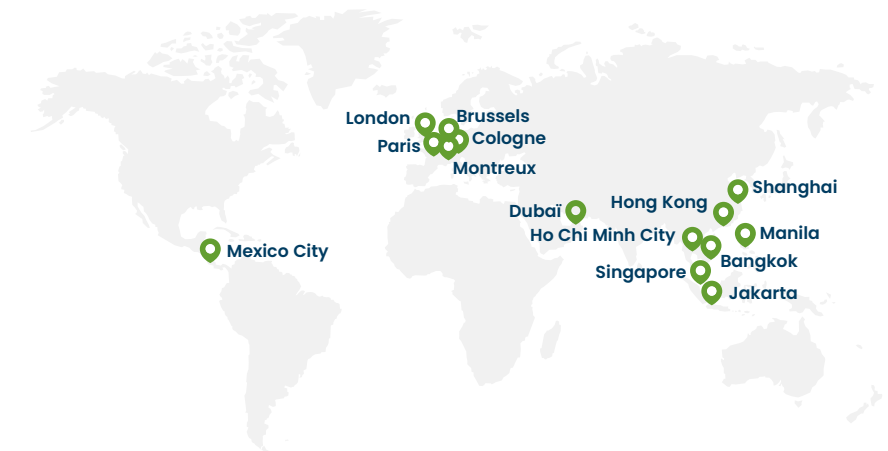 London
Brussels
Paris
Cologne
Montreux
Shanghai
Hong Kong
Dubaï
Ho Chi Minh City
Manila
Mexico City
Bangkok
Singapore
Jakarta